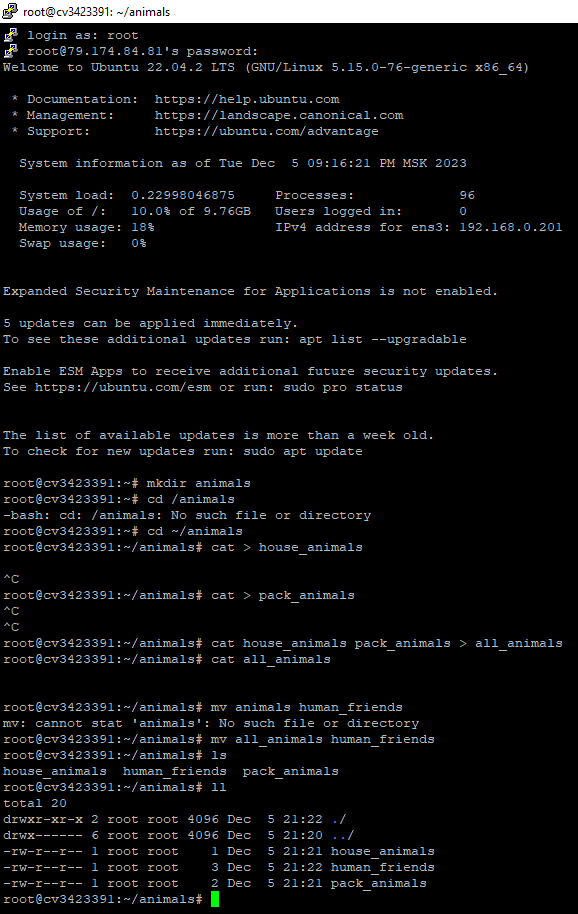 root@cv3423391: ~/animals
login as: root
root@79.174.84.81's password:
Welcome to Ubuntu 22.04.2 LTS (GNU/Linux 5.15.0-76-generic x86_64)
* Documentation:  https://help.ubuntu.com
* Management:     https://landscape.canonical.com
* Support:        https://ubuntu.com/advantage
System information as of Tue Dec  5 09:16:21 PM MSK 2023
System load:  0.22998046875     Processes:             96
Usage of /:   10.0% of 9.76GB   Users logged in:       0
Memory usage: 18%               IPv4 address for ens3: 192.168.0.201
Swap usage:   0%
Expanded Security Maintenance for Applications is not enabled.
5 updates can be applied immediately.
To see these additional updates run: apt list --upgradable
Enable ESM Apps to receive additional future security updates.
See https://ubuntu.com/esm or run: sudo pro status
The list of available updates is more than a week old.
To check for new updates run: sudo apt update
root@cv3423391:~# mkdir animals
root@cv3423391:~# cd /animals
-bash: cd: /animals: No such file or directory
root@cv3423391:~# cd ~/animals
root@cv3423391:~/animals# cat > house_animals
^C
root@cv3423391:~/animals# cat > pack_animals
^C
^C
root@cv3423391:~/animals# cat house_animals pack_animals > all_animals
root@cv3423391:~/animals# cat all_animals
root@cv3423391:~/animals# mv animals human_friends
mv: cannot stat 'animals': No such file or directory
root@cv3423391:~/animals# mv all_animals human_friends
root@cv3423391:~/animals# ls
house_animals  human_friends  pack_animals
root@cv3423391:~/animals# ll
total 20
drwxr-xr-x 2 root root 4096 Dec  5 21:22 ./
drwx------ 6 root root 4096 Dec  5 21:20 ../
-rw-r--r-- 1 root root    1 Dec  5 21:21 house_animals
-rw-r--r-- 1 root root    3 Dec  5 21:22 human_friends
-rw-r--r-- 1 root root    2 Dec  5 21:21 pack_animals
root@cv3423391:~/animals#